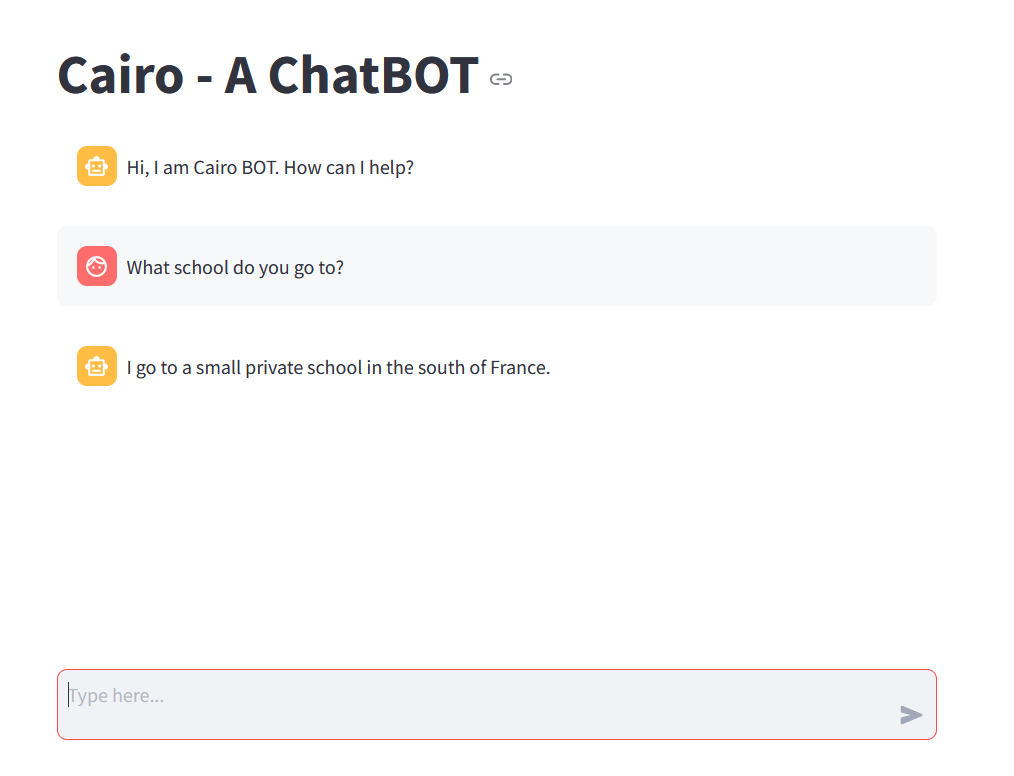 Cairo - A ChatBOT
Hi, I am Cairo BOT. How can I help?
What school do you go to?
I go to a small private school in the south of France.
Type here...